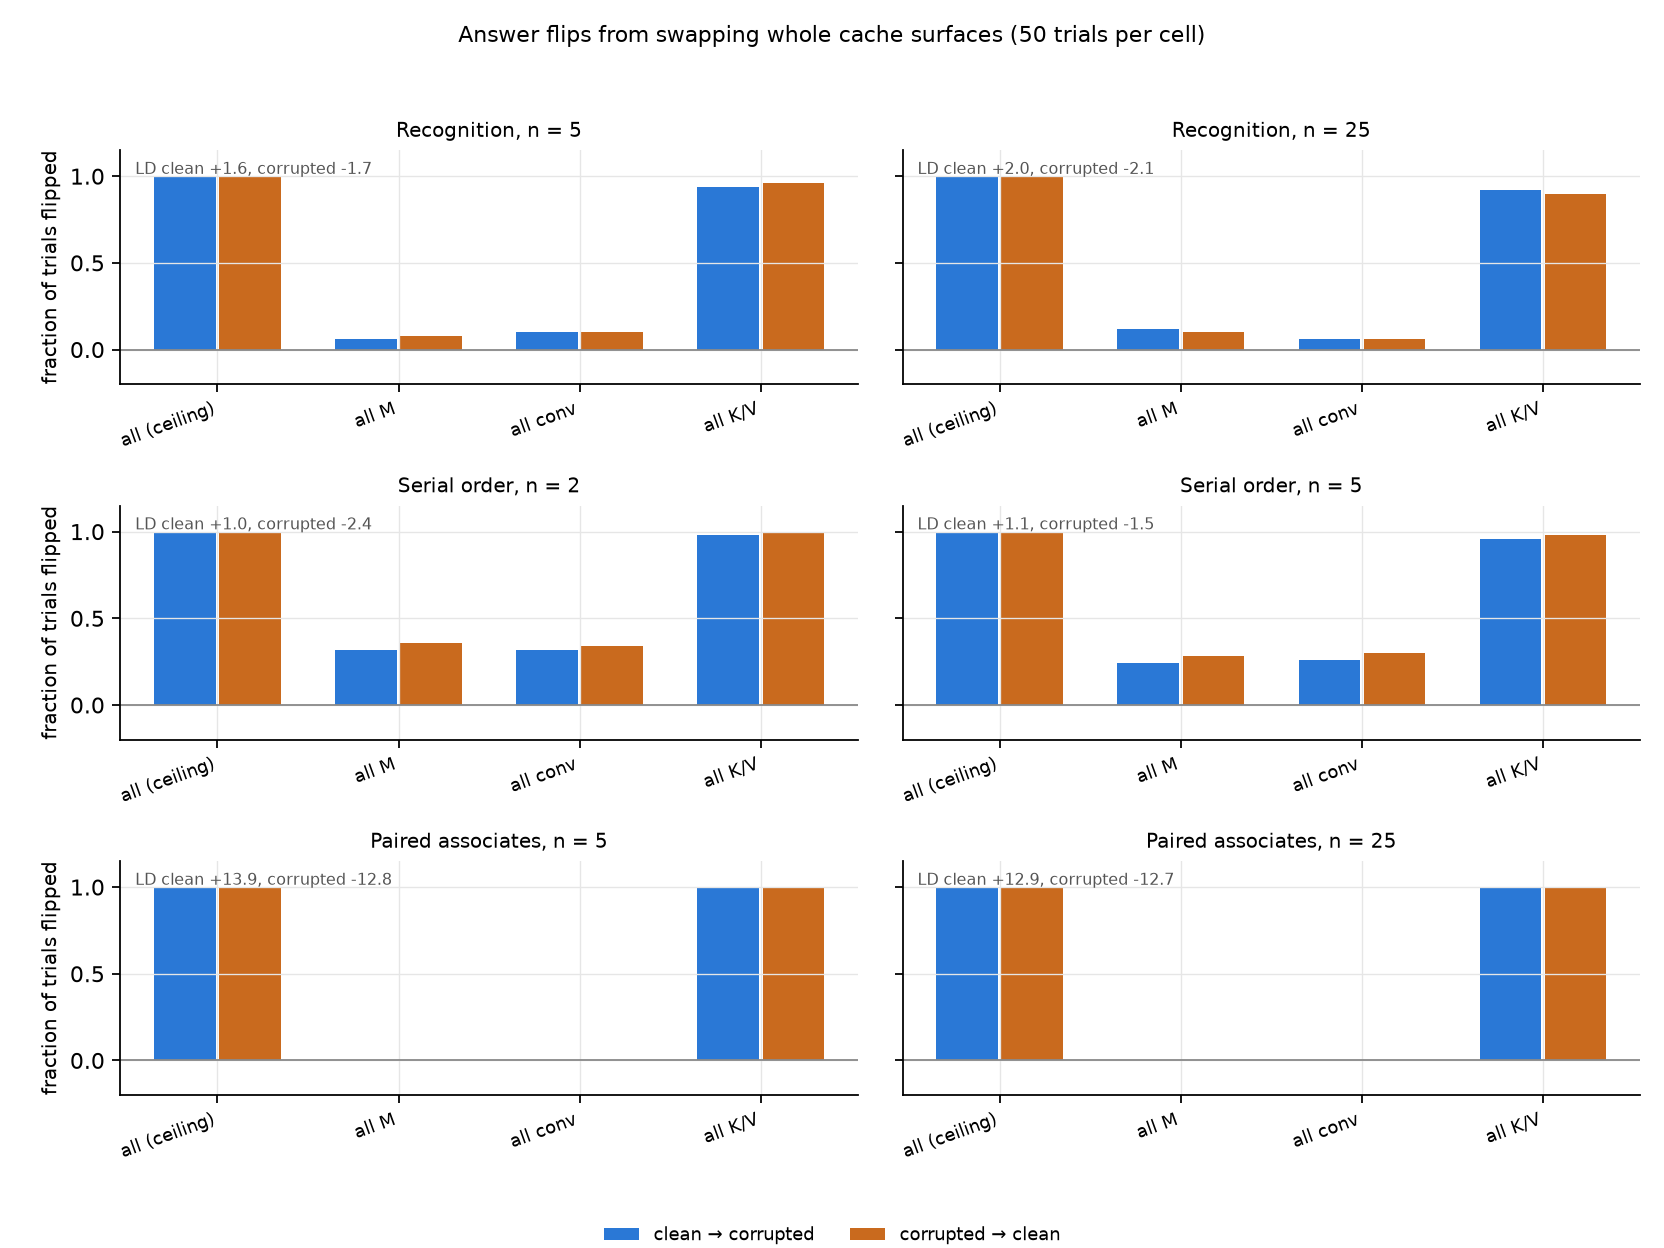 Answer flips from swapping whole cache surfaces (50 trials per cell)
Recognition, n = 5
LD clean +1.6, corrupted -1.7
fraction of trials flipped
1.0
0.5
0.0
all (ceiling)
all M
all conv
all K/V
Recognition, n = 25
LD clean +2.0, corrupted -2.1
all (ceiling)
all M
all conv
all K/V
Serial order, n = 2
LD clean +1.0, corrupted -2.4
fraction of trials flipped
1.0
0.5
0.0
all (ceiling)
all M
all conv
all K/V
Serial order, n = 5
LD clean +1.1, corrupted -1.5
all (ceiling)
all M
all conv
all K/V
Paired associates, n = 5
LD clean +13.9, corrupted -12.8
fraction of trials flipped
1.0
0.5
0.0
all (ceiling)
all M
all conv
all K/V
Paired associates, n = 25
LD clean +12.9, corrupted -12.7
all (ceiling)
all M
all conv
all K/V
clean → corrupted
corrupted → clean